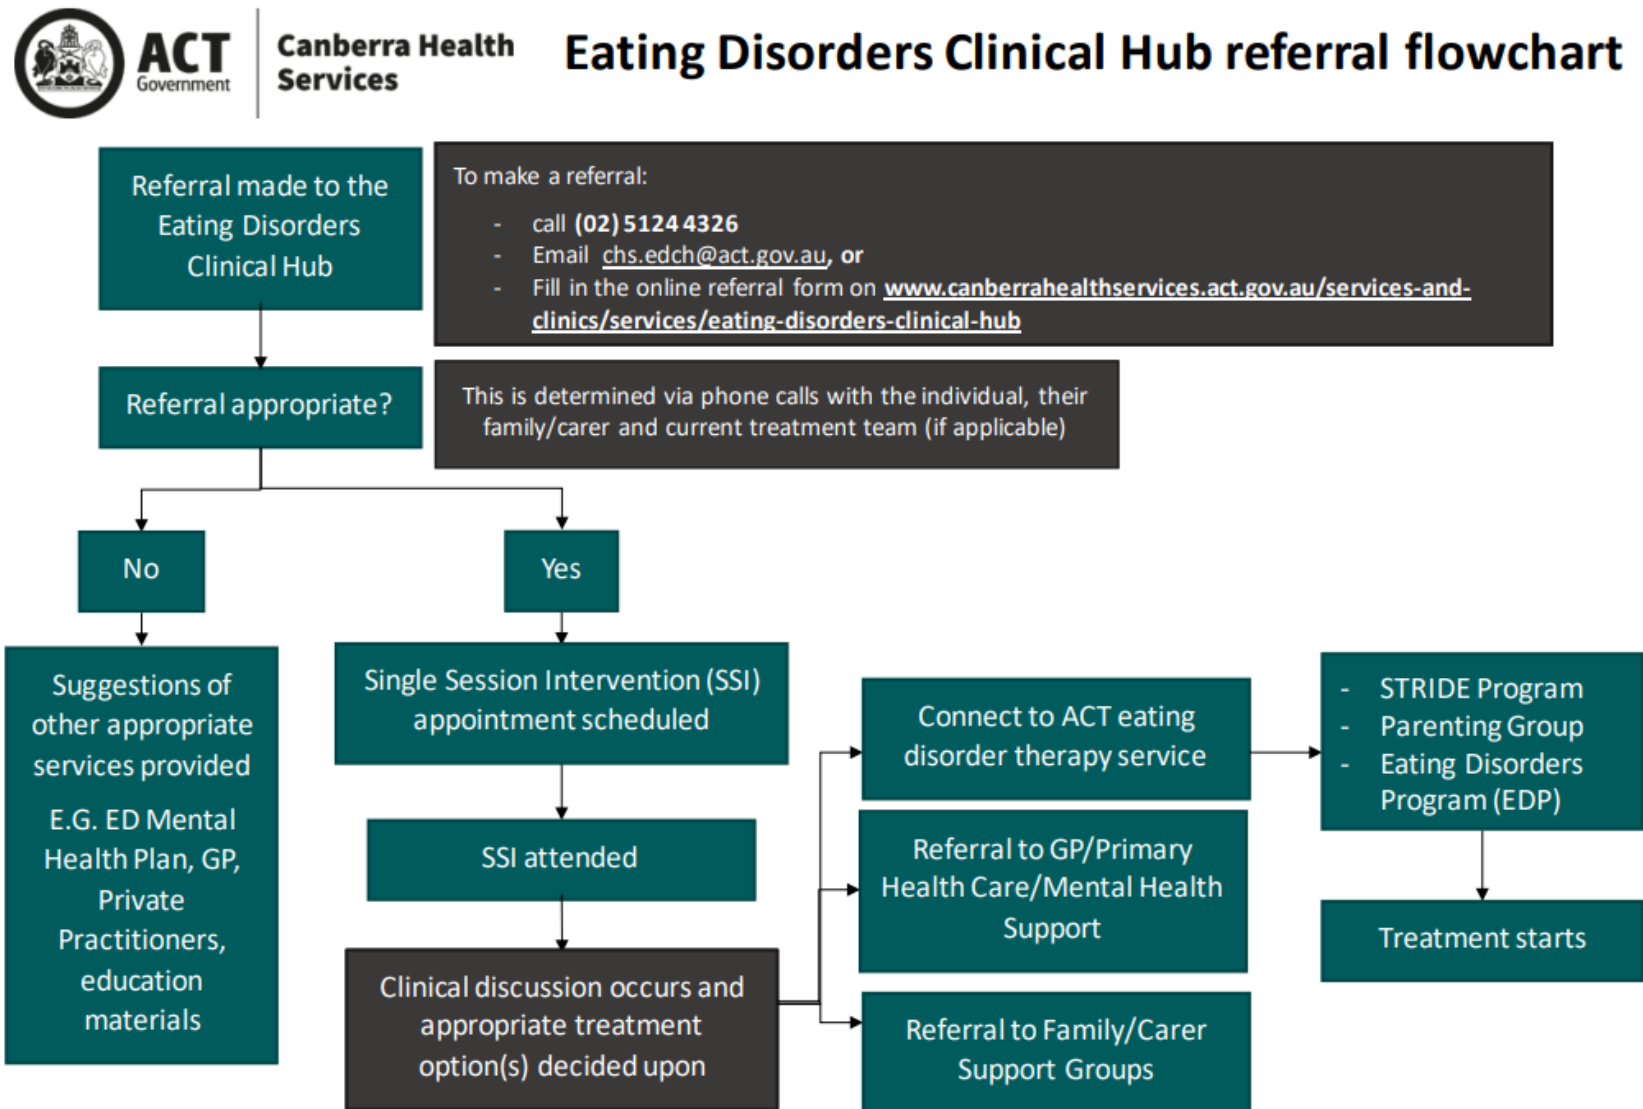 ACT
Government
Canberra Health
Services
Eating Disorders Clinical Hub referral flowchart
Referral made to the
Eating Disorders
Clinical Hub
To make a referral:
- call (02) 5124 4326
- Email chs.edch@act.gov.au, or
- Fill in the online referral form on www.canberrahealthservices.act.gov.au/services-and-
clinics/services/eating-disorders-clinical-hub
Referral appropriate?
This is determined via phone calls with the individual, their
family/carer and current treatment team (if applicable)
No
Yes
Suggestions of
other appropriate
services provided
E.G. ED Mental
Health Plan, GP,
Private
Practitioners,
education
materials
Single Session Intervention (SSI)
appointment scheduled
SSI attended
Clinical discussion occurs and
appropriate treatment
option(s) decided upon
Connect to ACT eating
disorder therapy service
Referral to GP/Primary
Health Care/Mental Health
Support
Referral to Family/Carer
Support Groups
- STRIDE Program
- Parenting Group
- Eating Disorders
Program (EDP)
Treatment starts